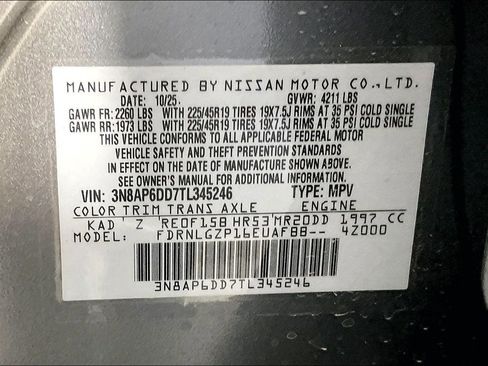 MANUFACTURED BY NISSAN MOTOR CO., LTD.
DATE: 10/25 GVWR: 4211 LBS
GAWR FR: 2260 LBS WITH 225/45R19 TIRES 19X7.5J RIMS AT 35 PSI COLD SINGLE
GAWR RR: 1973 LBS WITH 225/45R19 TIRES 19X7.5J RIMS AT 35 PSI COLD SINGLE
THIS VEHICLE CONFORMS TO ALL APPLICABLE FEDERAL MOTOR
VEHICLE SAFETY AND THEFT PREVENTION STANDARDS
IN EFFECT ON THE DATE OF MANUFACTURE SHOWN ABOVE.
SEE OWNER'S MANUAL FOR ADDITIONAL INFORMATION.
VIN: 3N8AP6DD7TL345246 TYPE: MPV
COLOR TRIM TRANS AXLE ENGINE
KAD Z RE0F15B HR53 MR20DD 1997 CC
MODEL: FDRNLGZP16EUAFBB-- 4Z000
3N8AP6DD7TL345246